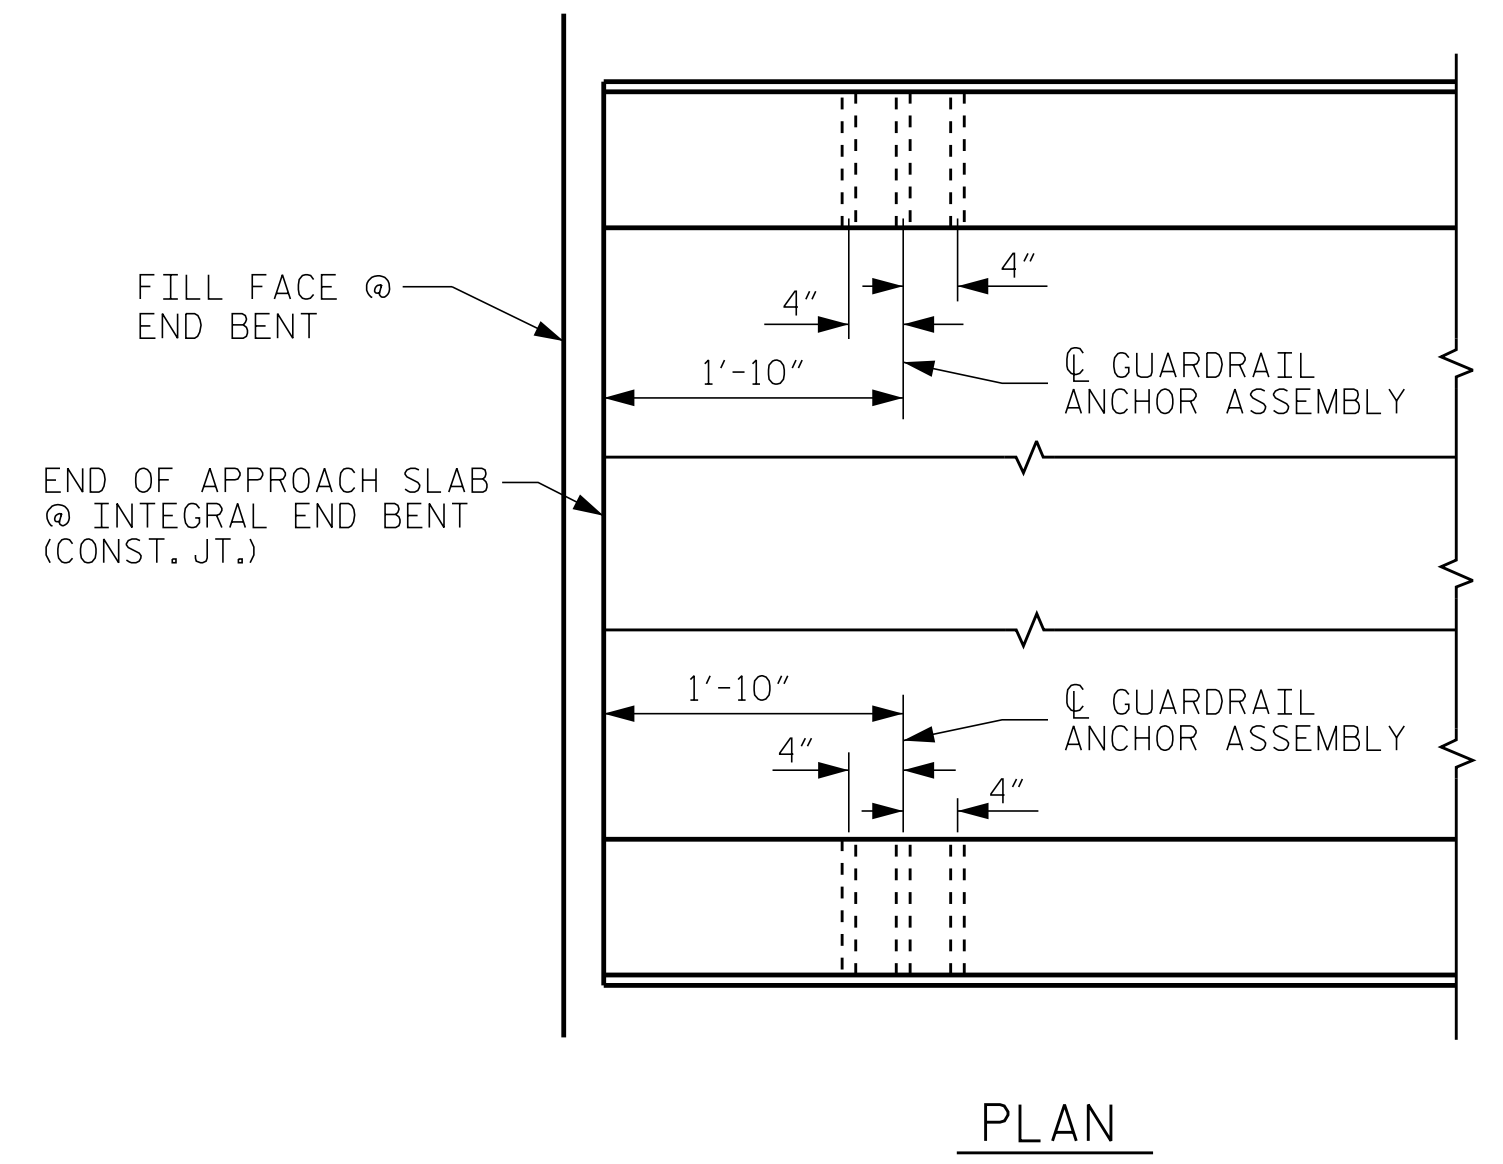 4"
FILL FACE @
END BENT
4"
1'-10"
℄ GUARDRAIL
ANCHOR ASSEMBLY
END OF APPROACH SLAB
@ INTEGRAL END BENT
(CONST. JT.)
1'-10"
℄ GUARDRAIL
ANCHOR ASSEMBLY
4"
4"
PLAN